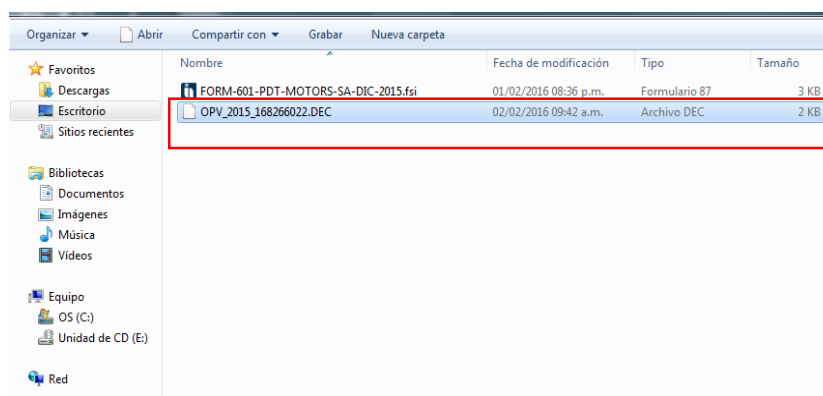 Organizar Abrir Compartir con Grabar Nueva carpeta
Favoritos
Descargas
Escritorio
Sitios recientes
Bibliotecas
Documentos
Imágenes
Música
Vídeos
Equipo
OS (C:)
Unidad de CD (E:)
Red
Nombre Fecha de modificación Tipo Tamaño
FORM-601-PDT-MOTORS-SA-DIC-2015.fsi 01/02/2016 08:36 p.m. Formulario 87 3 KB
OPV_2015_168266022.DEC 02/02/2016 09:42 a.m. Archivo DEC 2 KB